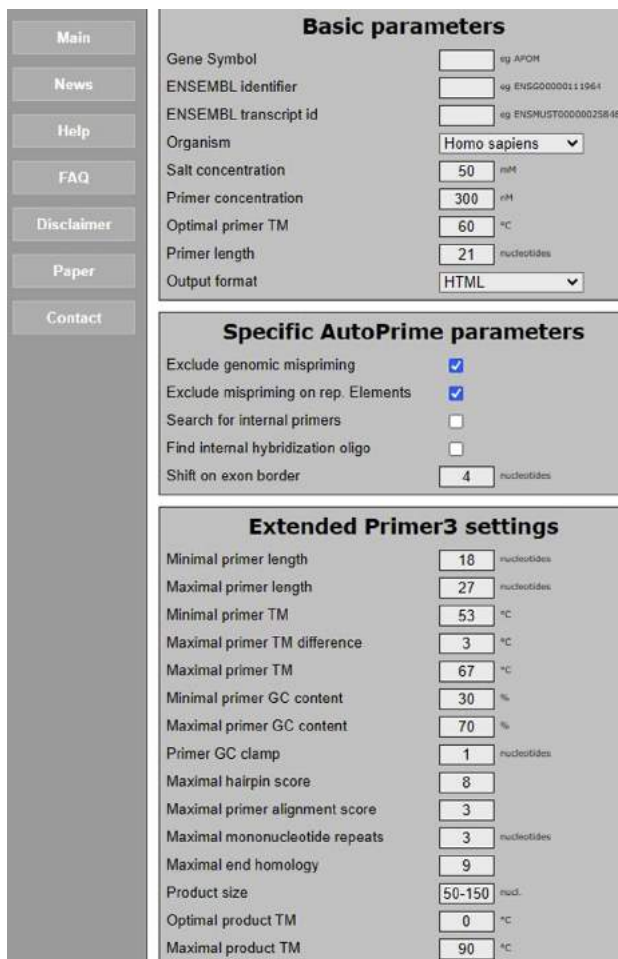 Main
News
Help
FAQ
Disclaimer
Paper
Contact
Basic parameters
Gene Symbol eg APOM
ENSEMBL identifier eg ENSG00000111964
ENSEMBL transcript id eg ENSMUST0000002584
Organism Homo sapiens
Salt concentration 50 mM
Primer concentration 300 nM
Optimal primer TM 60 °C
Primer length 21 nucleotides
Output format HTML
Specific AutoPrime parameters
Exclude genomic mispriming
Exclude mispriming on rep. Elements
Search for internal primers
Find internal hybridization oligo
Shift on exon border 4 nucleotides
Extended Primer3 settings
Minimal primer length 18 nucleotides
Maximal primer length 27 nucleotides
Minimal primer TM 53 °C
Maximal primer TM difference 3 °C
Maximal primer TM 67 °C
Minimal primer GC content 30 %
Maximal primer GC content 70 %
Primer GC clamp 1 nucleotides
Maximal hairpin score 8
Maximal primer alignment score 3
Maximal mononucleotide repeats 3 nucleotides
Maximal end homology 9
Product size 50-150 nucl.
Optimal product TM 0 °C
Maximal product TM 90 °C